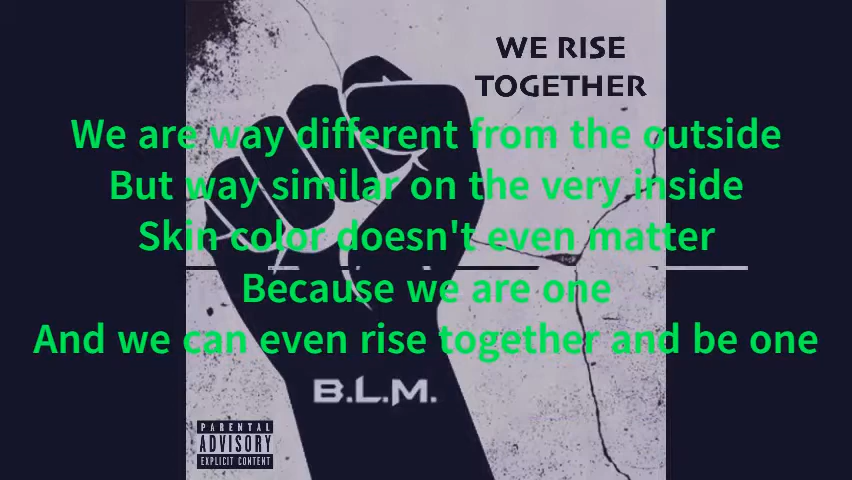 WE RISE
TOGETHER
We are way different from the outside
But way similar on the very inside
Skin color doesn't even matter
Because we are one
And we can even rise together and be one
B.L.M.
PARENTAL
ADVISORY
EXPLICIT CONTENT